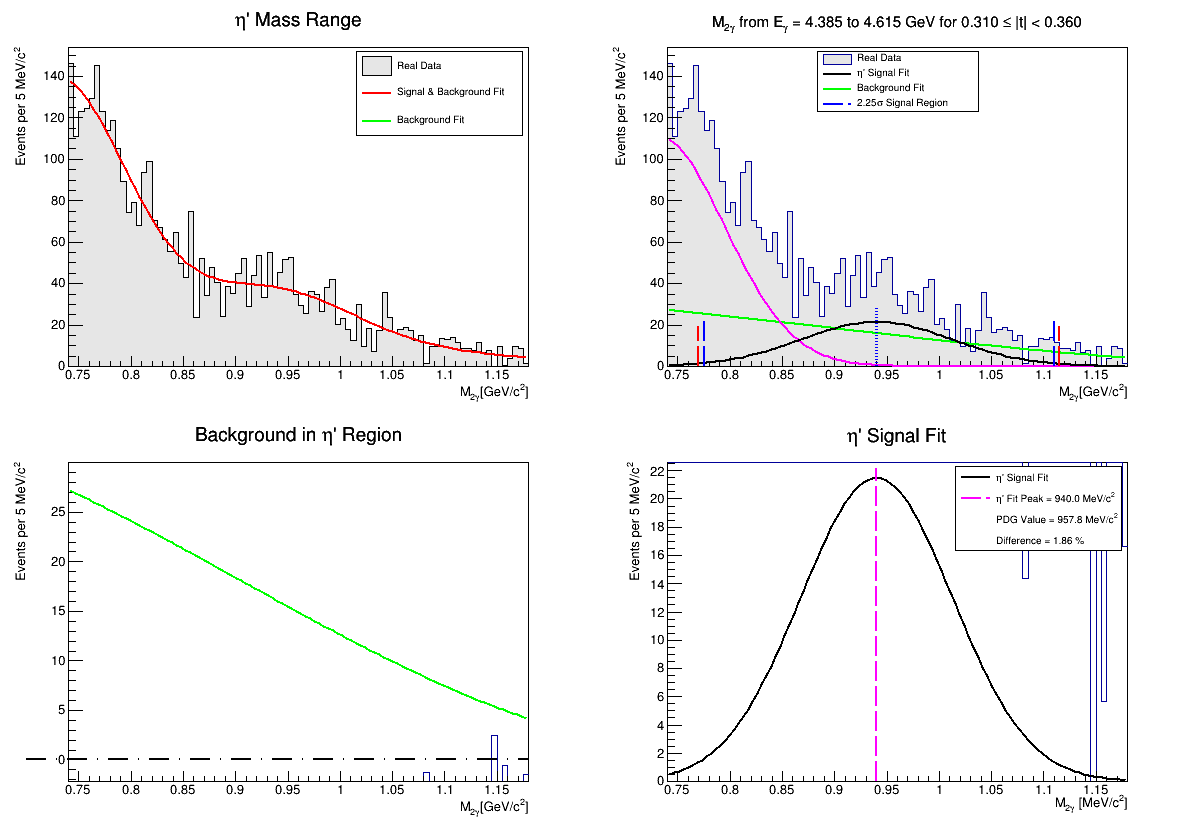 η' Mass Range
Events per 5 MeV/c²
140
120
100
80
60
40
20
0
Real Data
Signal & Background Fit
Background Fit
0.75 0.8 0.85 0.9 0.95 1 1.05 1.1 1.15
M2γ[GeV/c²]
M2γ from Eγ = 4.385 to 4.615 GeV for 0.310 ≤ |t| < 0.360
Events per 5 MeV/c²
140
120
100
80
60
40
20
0
Real Data
η' Signal Fit
Background Fit
2.25σ Signal Region
0.75 0.8 0.85 0.9 0.95 1 1.05 1.1 1.15
M2γ[GeV/c²]
Background in η' Region
Events per 5 MeV/c²
25
20
15
10
5
0
0.75 0.8 0.85 0.9 0.95 1 1.05 1.1 1.15
M2γ[GeV/c²]
η' Signal Fit
Events per 5 MeV/c²
22
20
18
16
14
12
10
8
6
4
2
0
η' Signal Fit
η' Fit Peak = 940.0 MeV/c²
PDG Value = 957.8 MeV/c²
Difference = 1.86 %
0.75 0.8 0.85 0.9 0.95 1 1.05 1.1 1.15
M2γ [MeV/c²]